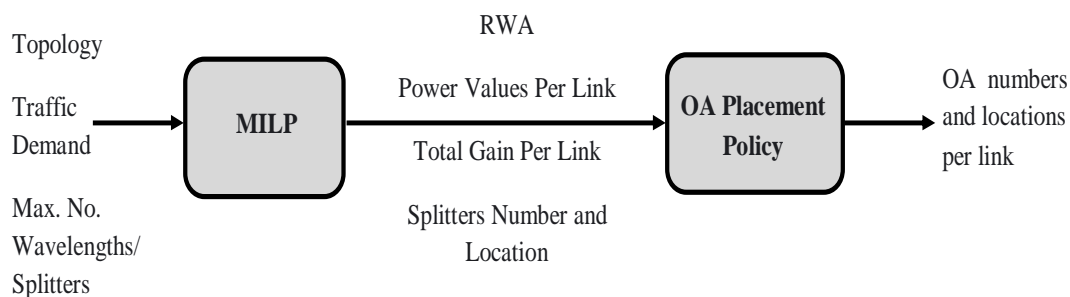 Topology
Traffic
Demand
Max. No.
Wavelengths/
Splitters
MILP
RWA
Power Values Per Link
Total Gain Per Link
Splitters Number and
Location
OA Placement
Policy
OA numbers
and locations
per link